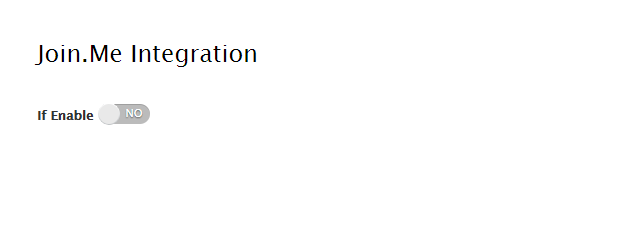 Join.Me Integration
If Enable NO